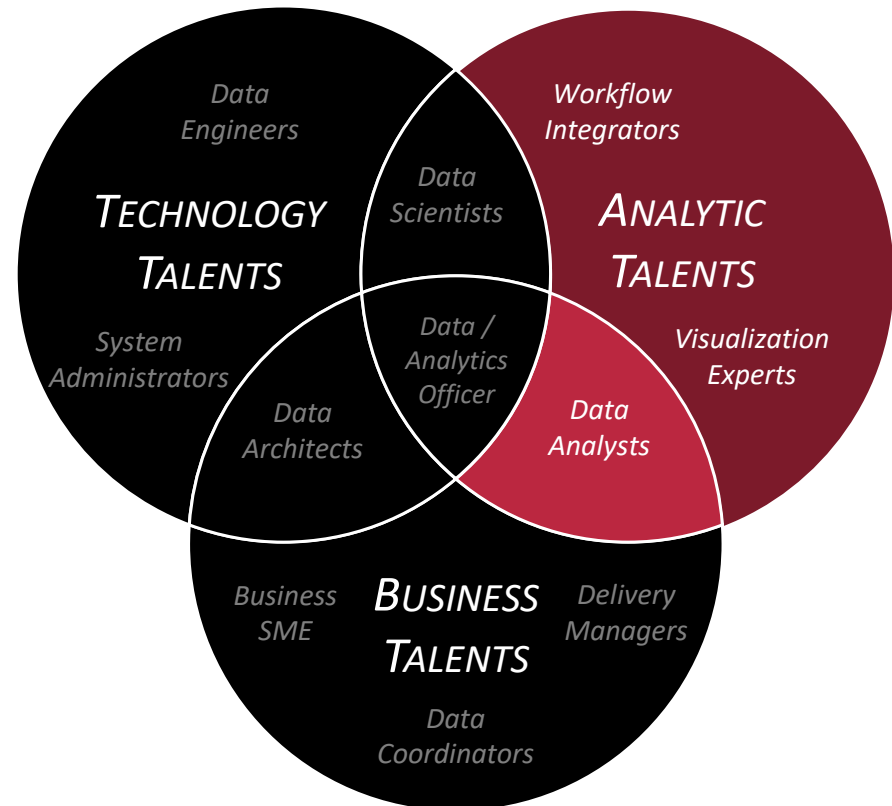 Data
Engineers
Workflow
Integrators
Data
Scientists
TECHNOLOGY
TALENTS
ANALYTIC
TALENTS
System
Administrators
Data /
Analytics
Officer
Visualization
Experts
Data
Architects
Data
Analysts
Business
SME
BUSINESS
TALENTS
Delivery
Managers
Data
Coordinators